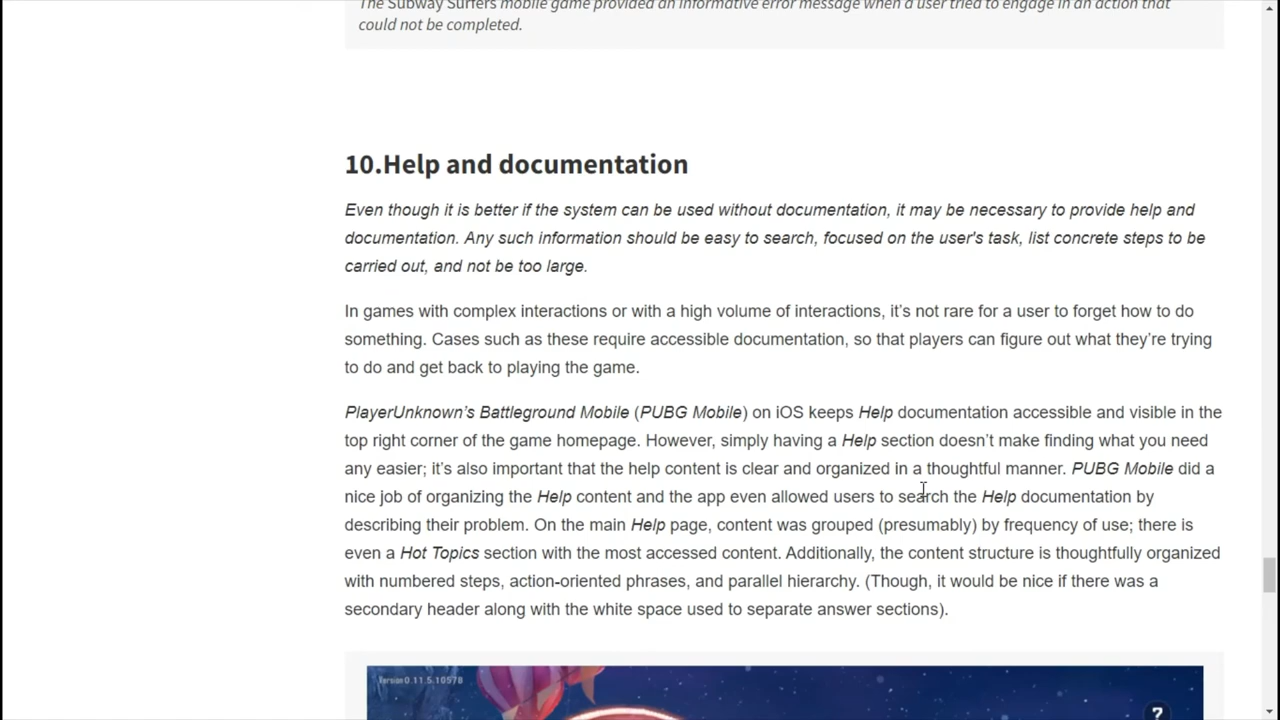 The Subway Surfers mobile game provided an informative error message when a user tried to engage in an action that
could not be completed.
10.Help and documentation
Even though it is better if the system can be used without documentation, it may be necessary to provide help and
documentation. Any such information should be easy to search, focused on the user's task, list concrete steps to be
carried out, and not be too large.
In games with complex interactions or with a high volume of interactions, it’s not rare for a user to forget how to do
something. Cases such as these require accessible documentation, so that players can figure out what they’re trying
to do and get back to playing the game.
PlayerUnknown’s Battleground Mobile (PUBG Mobile) on iOS keeps Help documentation accessible and visible in the
top right corner of the game homepage. However, simply having a Help section doesn’t make finding what you need
any easier; it’s also important that the help content is clear and organized in a thoughtful manner. PUBG Mobile did a
nice job of organizing the Help content and the app even allowed users to search the Help documentation by
describing their problem. On the main Help page, content was grouped (presumably) by frequency of use; there is
even a Hot Topics section with the most accessed content. Additionally, the content structure is thoughtfully organized
with numbered steps, action-oriented phrases, and parallel hierarchy. (Though, it would be nice if there was a
secondary header along with the white space used to separate answer sections).
Version 0.11.5.10578
?